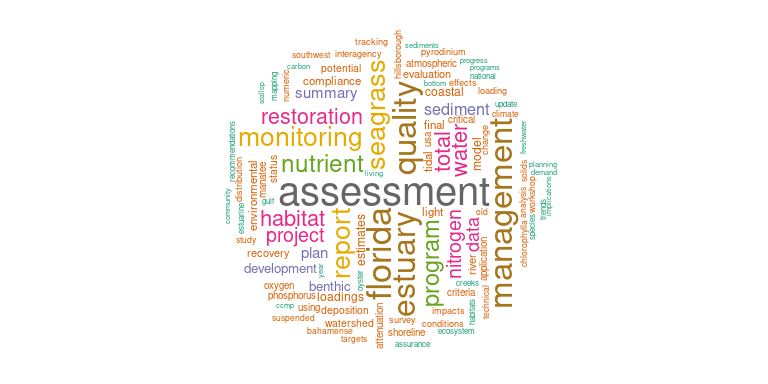 tracking
sediments
southwest
interagency
hillsborough
pyrodinium
carbon
potential
atmospheric
progress
programs
scallop
mapping
numeric
compliance
seagrass
evaluation
national
summary
bottom
effects
quality
coastal
loading
restoration
sediment
update
monitoring
final
critical
climate
recommendations
tidal
usa
total
water
model
change
management
freshwater
nutrient
status
living
solids
planning
distribution
environmental
manatee
demand
assessment
community
gulf
analysis
workshop
implications
estuarine
habitat
report
florida
estuary
light
old
chlorophyll
species
trends
study
project
estimates
program
nitrogen
data
recovery
plan
river
application
development
year
oxygen
benthic
oyster
creeks
phosphorus
loadings
criteria
habitats
technical
ccmp
using
deposition
attenuation
impacts
suspended
watershed
survey
conditions
bahamense
shoreline
ecosystem
targets
assurance